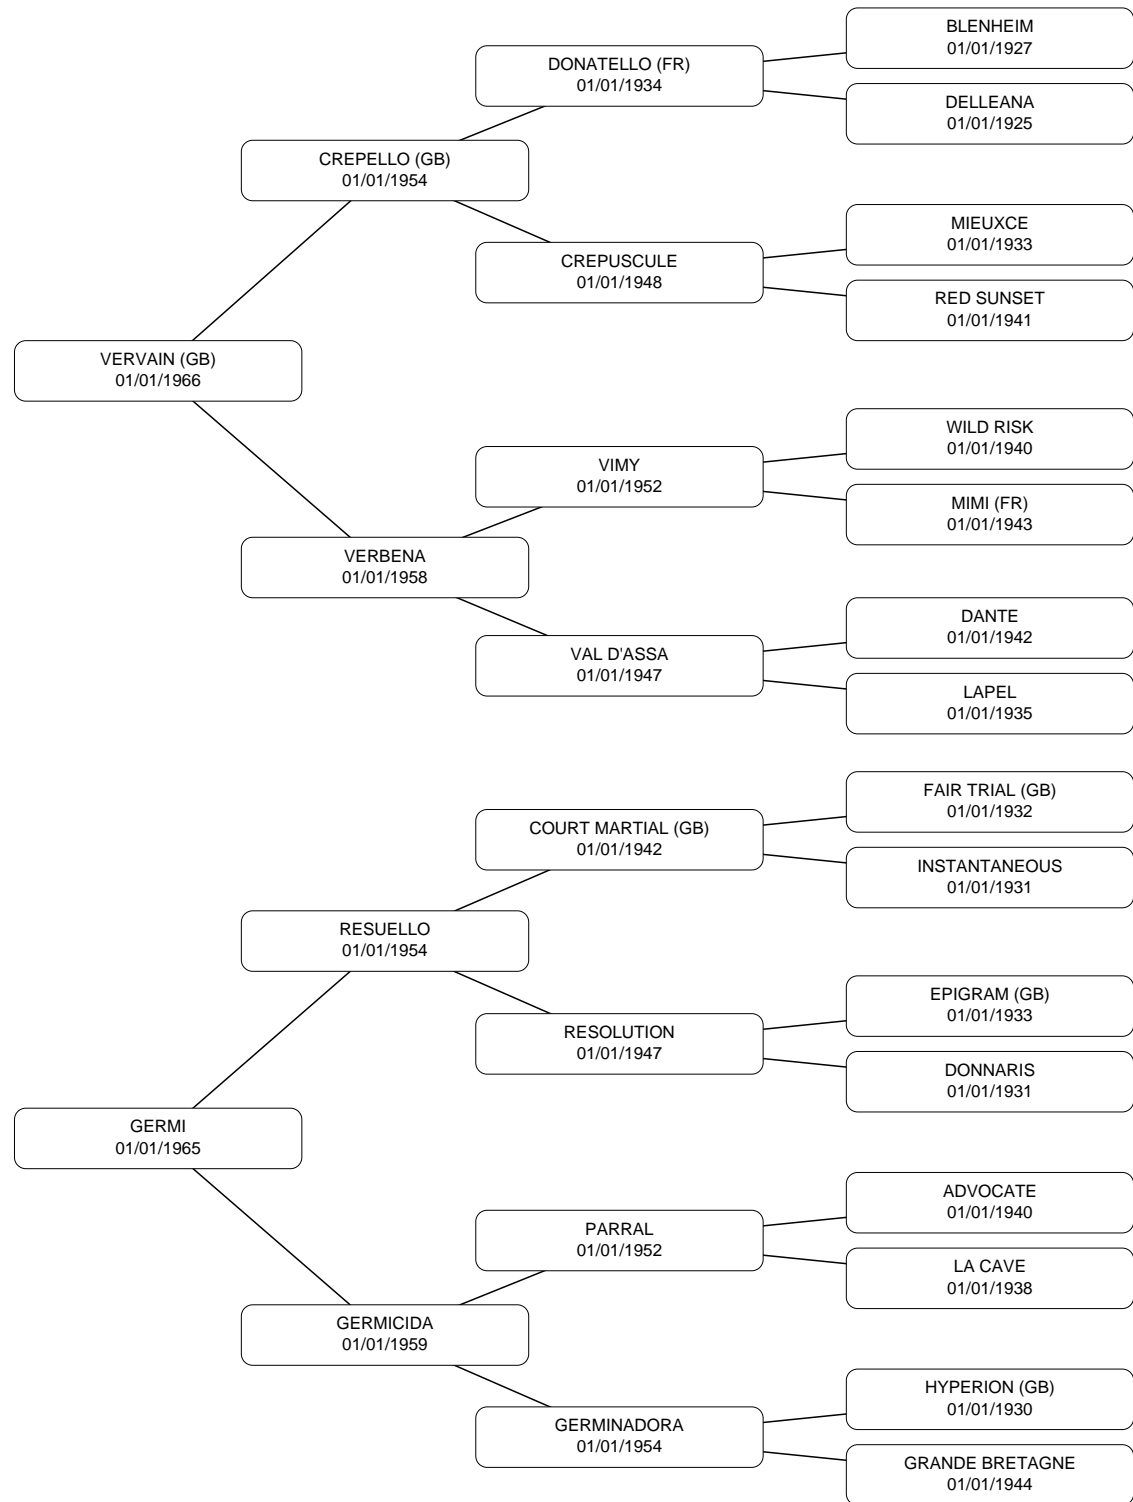 BLENHEIM
01/01/1927
DONATELLO (FR)
01/01/1934
DELLEANA
01/01/1925
CREPELLO (GB)
01/01/1954
MIEUXCE
01/01/1933
CREPUSCULE
01/01/1948
RED SUNSET
01/01/1941
VERVAIN (GB)
01/01/1966
WILD RISK
01/01/1940
VIMY
01/01/1952
MIMI (FR)
01/01/1943
VERBENA
01/01/1958
DANTE
01/01/1942
VAL D'ASSA
01/01/1947
LAPEL
01/01/1935
FAIR TRIAL (GB)
01/01/1932
COURT MARTIAL (GB)
01/01/1942
INSTANTANEOUS
01/01/1931
RESUELLO
01/01/1954
EPIGRAM (GB)
01/01/1933
RESOLUTION
01/01/1947
DONNARIS
01/01/1931
GERMI
01/01/1965
ADVOCATE
01/01/1940
PARRAL
01/01/1952
LA CAVE
01/01/1938
GERMICIDA
01/01/1959
HYPERION (GB)
01/01/1930
GERMINADORA
01/01/1954
GRANDE BRETAGNE
01/01/1944